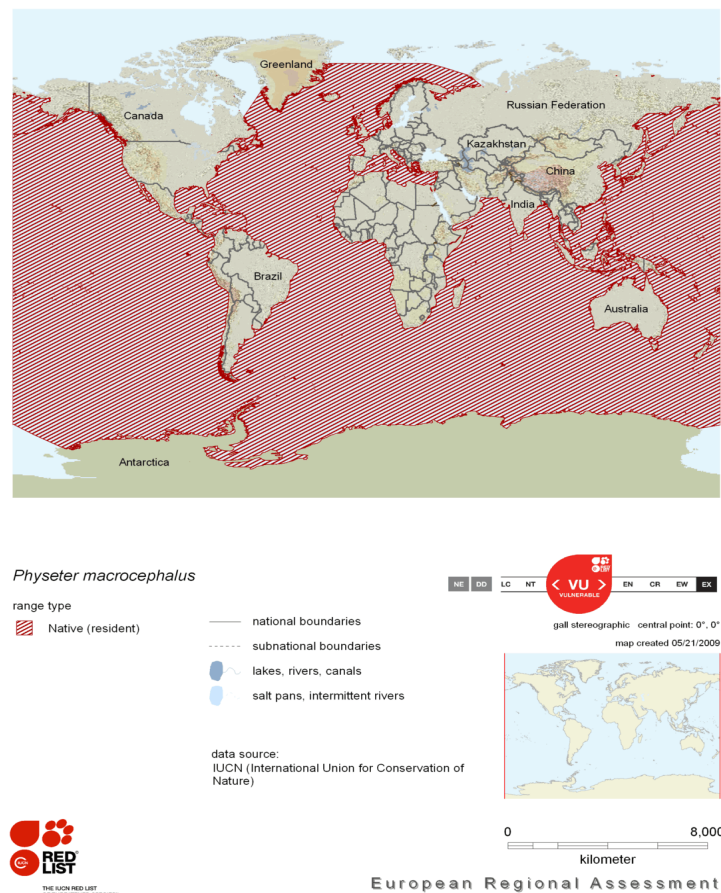 Greenland
Canada
Russian Federation
Kazakhstan
China
India
Brazil
Australia
Antarctica
Physeter macrocephalus
range type
Native (resident)
national boundaries
subnational boundaries
lakes, rivers, canals
salt pans, intermittent rivers
data source:
IUCN (International Union for Conservation of
Nature)
NE DD LC NT < VU > EN CR EW EX
VULNERABLE
gall stereographic central point: 0°, 0°
map created 05/21/2009
0 8,000
kilometer
IUCN
RED
LIST
THE IUCN RED LIST
European Regional Assessment